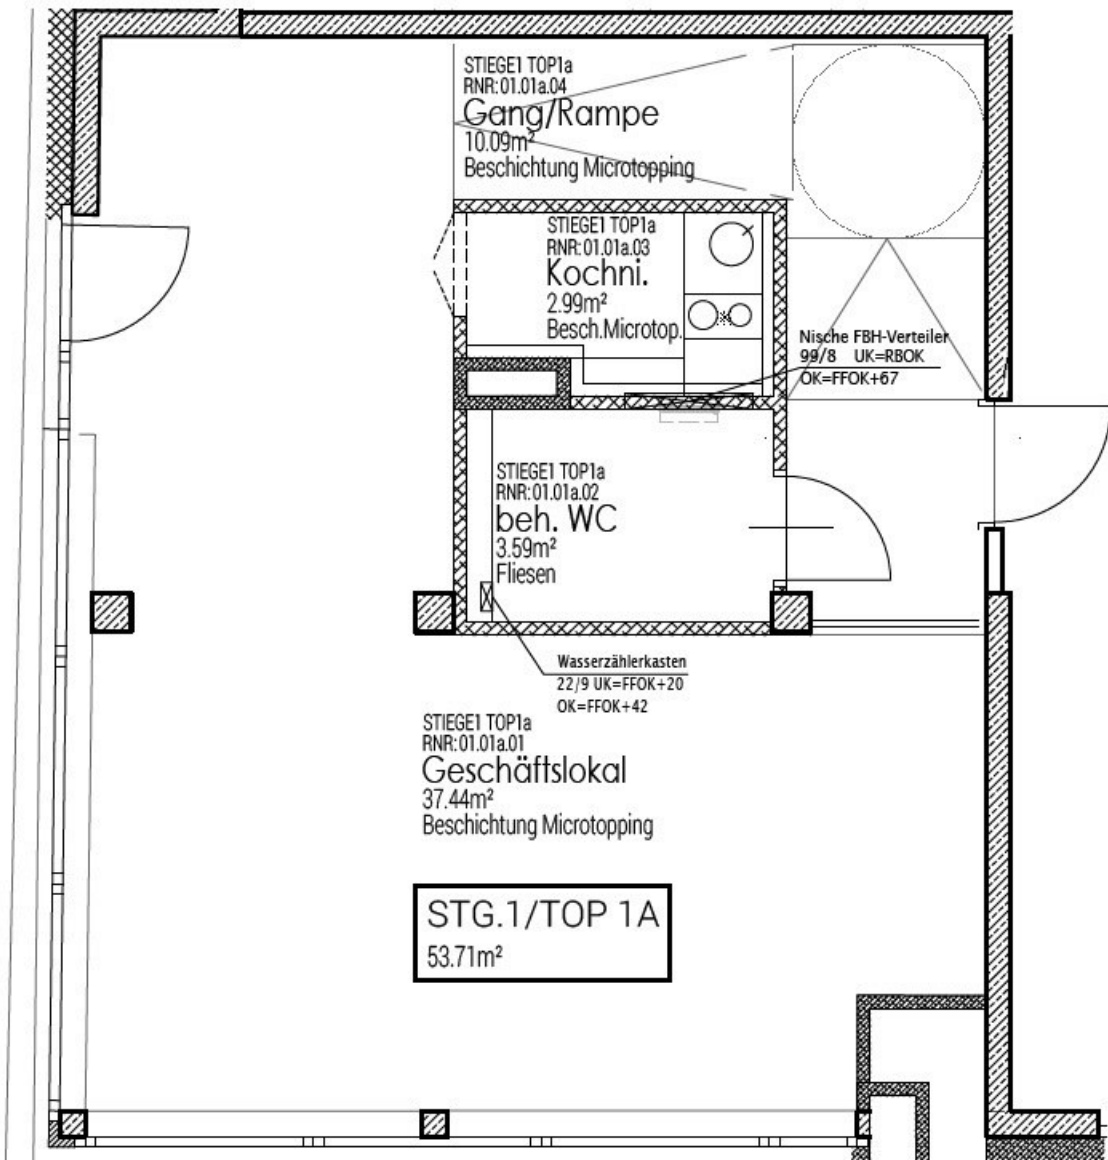 STIEGE1 TOP1a
RNR:01.01a.04
Gang/Rampe
10.09m²
Beschichtung Microtopping
STIEGE1 TOP1a
RNR:01.01a.03
Kochni.
2.99m²
Besch.Microtop.
Nische FBH-Verteiler
99/8 UK=RBOK
OK=FFOK+67
STIEGE1 TOP1a
RNR:01.01a.02
beh. WC
3.59m²
Fliesen
Wasserzählerkasten
22/9 UK=FFOK+20
OK=FFOK+42
STIEGE1 TOP1a
RNR:01.01a.01
Geschäftslokal
37.44m²
Beschichtung Microtopping
STG.1/TOP 1A
53.71m²